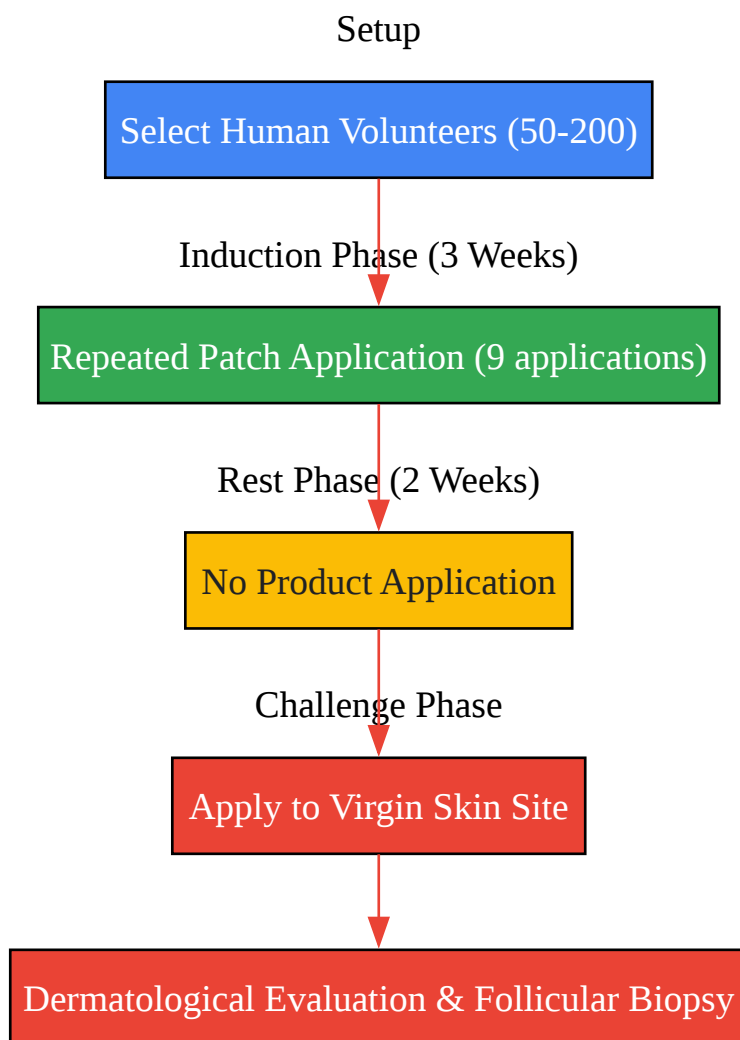 Setup
Select Human Volunteers (50-200)
Induction Phase (3 Weeks)
Repeated Patch Application (9 applications)
Rest Phase (2 Weeks)
No Product Application
Challenge Phase
Apply to Virgin Skin Site
Dermatological Evaluation & Follicular Biopsy